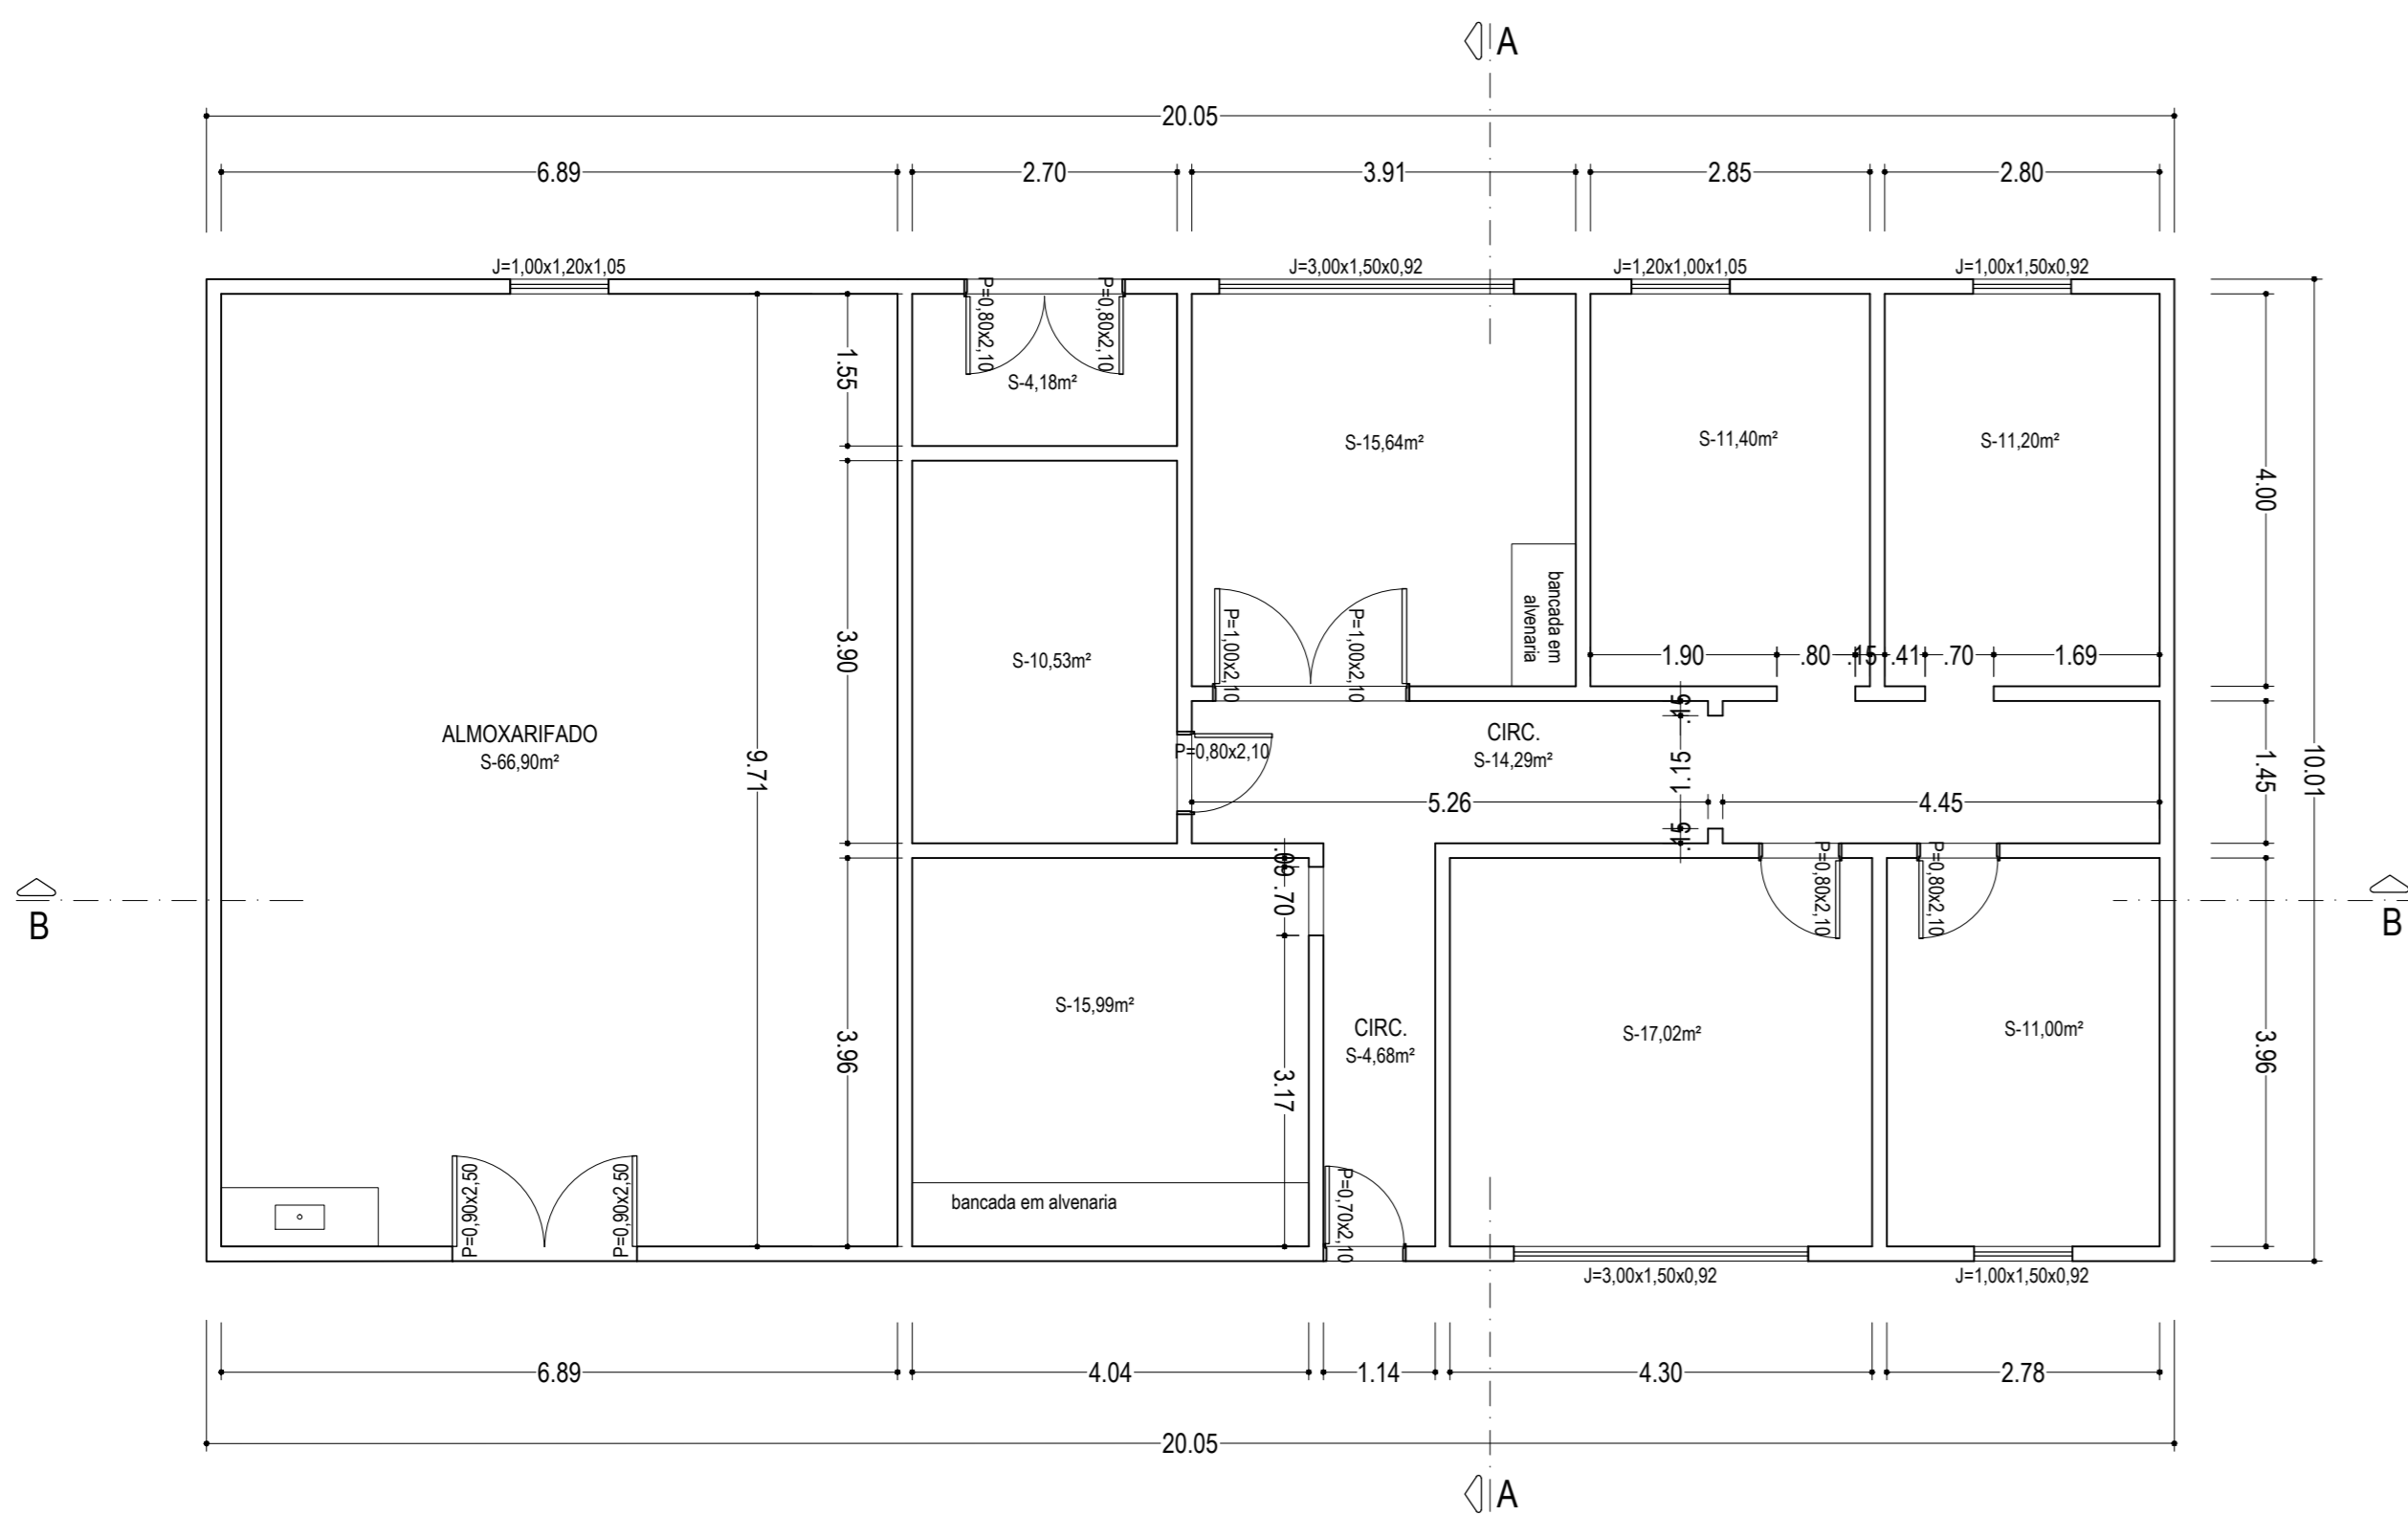 A
20.05
6.89
2.70
3.91
2.85
2.80
J=1,00x1,20x1,05
J=3,00x1,50x0,92
J=1,20x1,00x1,05
J=1,00x1,50x0,92
P=0,80x2,10
P=0,80x2,10
1.55
S-4,18m²
S-15,64m²
S-11,40m²
S-11,20m²
4.00
bancada em
alvenaria
P=1,00x2,10
P=1,00x2,10
3.90
S-10,53m²
1.90
.80
.15
.41
.70
1.69
.15
ALMOXARIFADO
S-66,90m²
9.71
P=0,80x2,10
CIRC.
S-14,29m²
1.15
1.45
10.01
5.26
4.45
.15
.09
.70
P=0,80x2,10
P=0,80x2,10
B
B
S-15,99m²
CIRC.
S-4,68m²
S-17,02m²
S-11,00m²
3.96
3.17
3.96
P=0,90x2,50
P=0,90x2,50
bancada em alvenaria
P=0,70x2,10
J=3,00x1,50x0,92
J=1,00x1,50x0,92
6.89
4.04
1.14
4.30
2.78
20.05
A